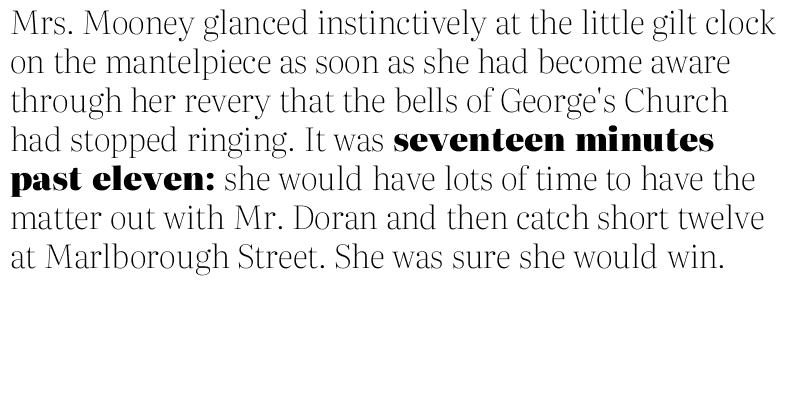 Mrs. Mooney glanced instinctively at the little gilt clock
on the mantelpiece as soon as she had become aware
through her revery that the bells of George's Church
had stopped ringing. It was seventeen minutes
past eleven: she would have lots of time to have the
matter out with Mr. Doran and then catch short twelve
at Marlborough Street. She was sure she would win.